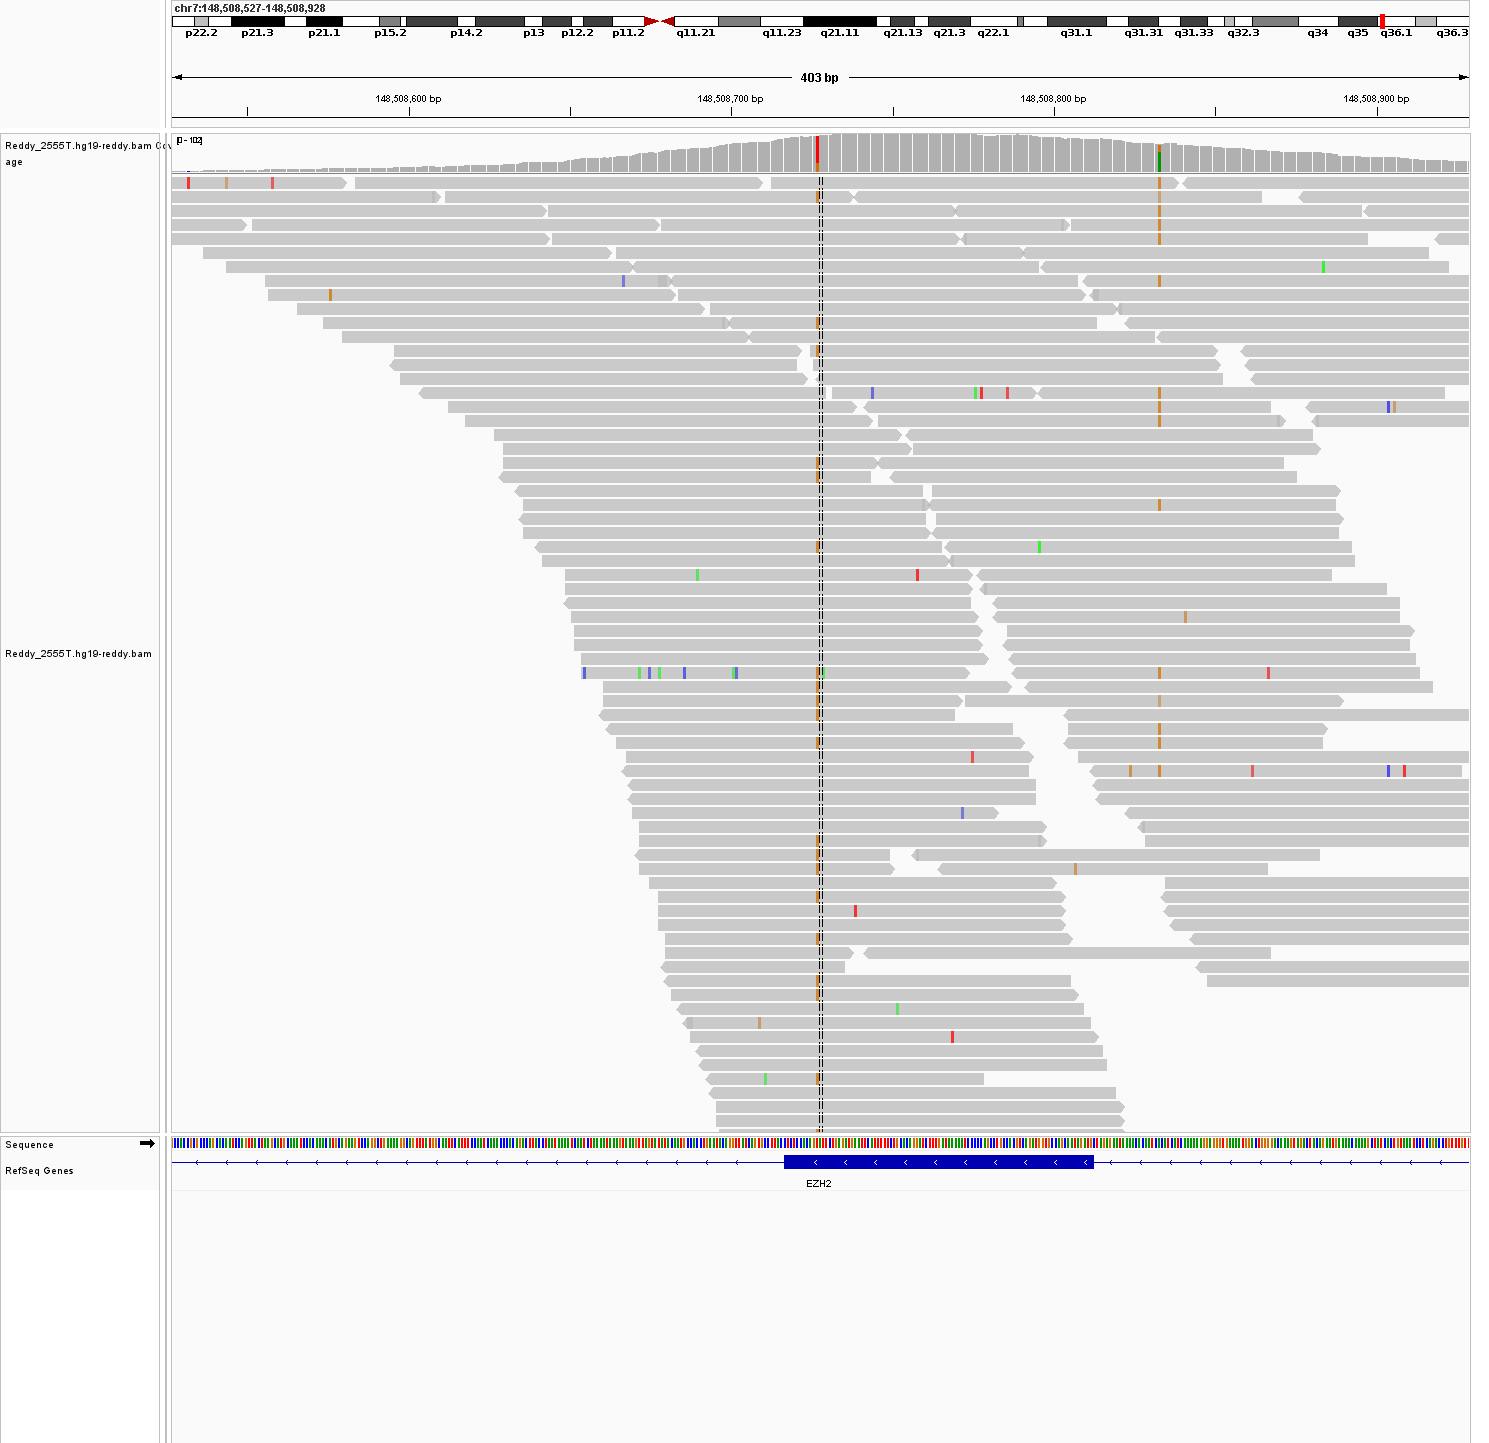 chr7:148,508,527-148,508,928
p22.2 p21.3 p21.1 p15.2 p14.2 p13 p12.2 p11.2 q11.21 q11.23 q21.11 q21.13 q21.3 q22.1 q31.1 q31.31 q31.33 q32.3 q34 q35 q36.1 q36.3
403 bp
148,508,600 bp 148,508,700 bp 148,508,800 bp 148,508,900 bp
[0 - 102]
Reddy_2555T.hg19-reddy.bam Cov
age
Reddy_2555T.hg19-reddy.bam
Sequence
RefSeq Genes
EZH2